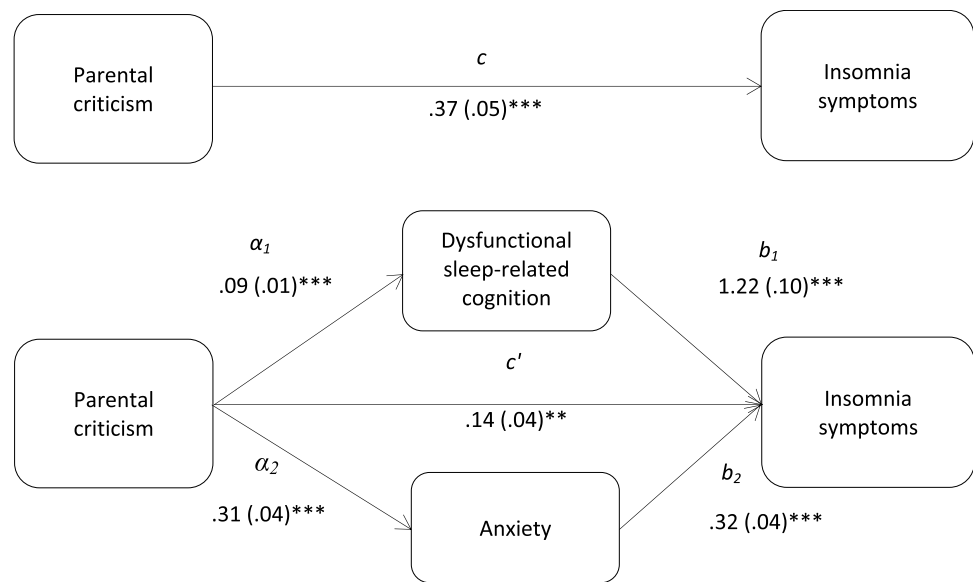 Parental
criticism
c
.37 (.05)***
Insomnia
symptoms
α1
.09 (.01)***
Dysfunctional
sleep-related
cognition
b1
1.22 (.10)***
Parental
criticism
c'
.14 (.04)**
Insomnia
symptoms
α2
.31 (.04)***
Anxiety
b2
.32 (.04)***